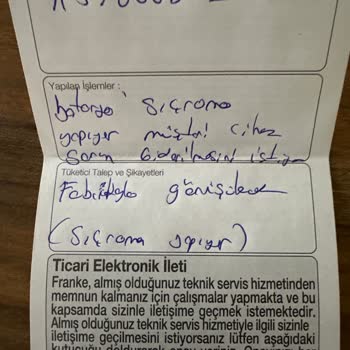 Yapılan İşlemler :
batarya sıçrama
yapıyor müşteri cihaz
Sorun Giderilmesini istiyor
Tüketici Talep ve Şikayetleri
görüşülecek
(Sıçrama yapıyor)
Ticari Elektronik İleti
Franke, almış olduğunuz teknik servis hizmetinden
memnun kalmanız için çalışmalar yapmakta ve bu
kapsamda sizinle iletişime geçmek istemektedir.
Almış olduğunuz teknik servis hizmetiyle ilgili sizinle
iletişime geçilmesini istiyorsanız lütfen aşağıdaki